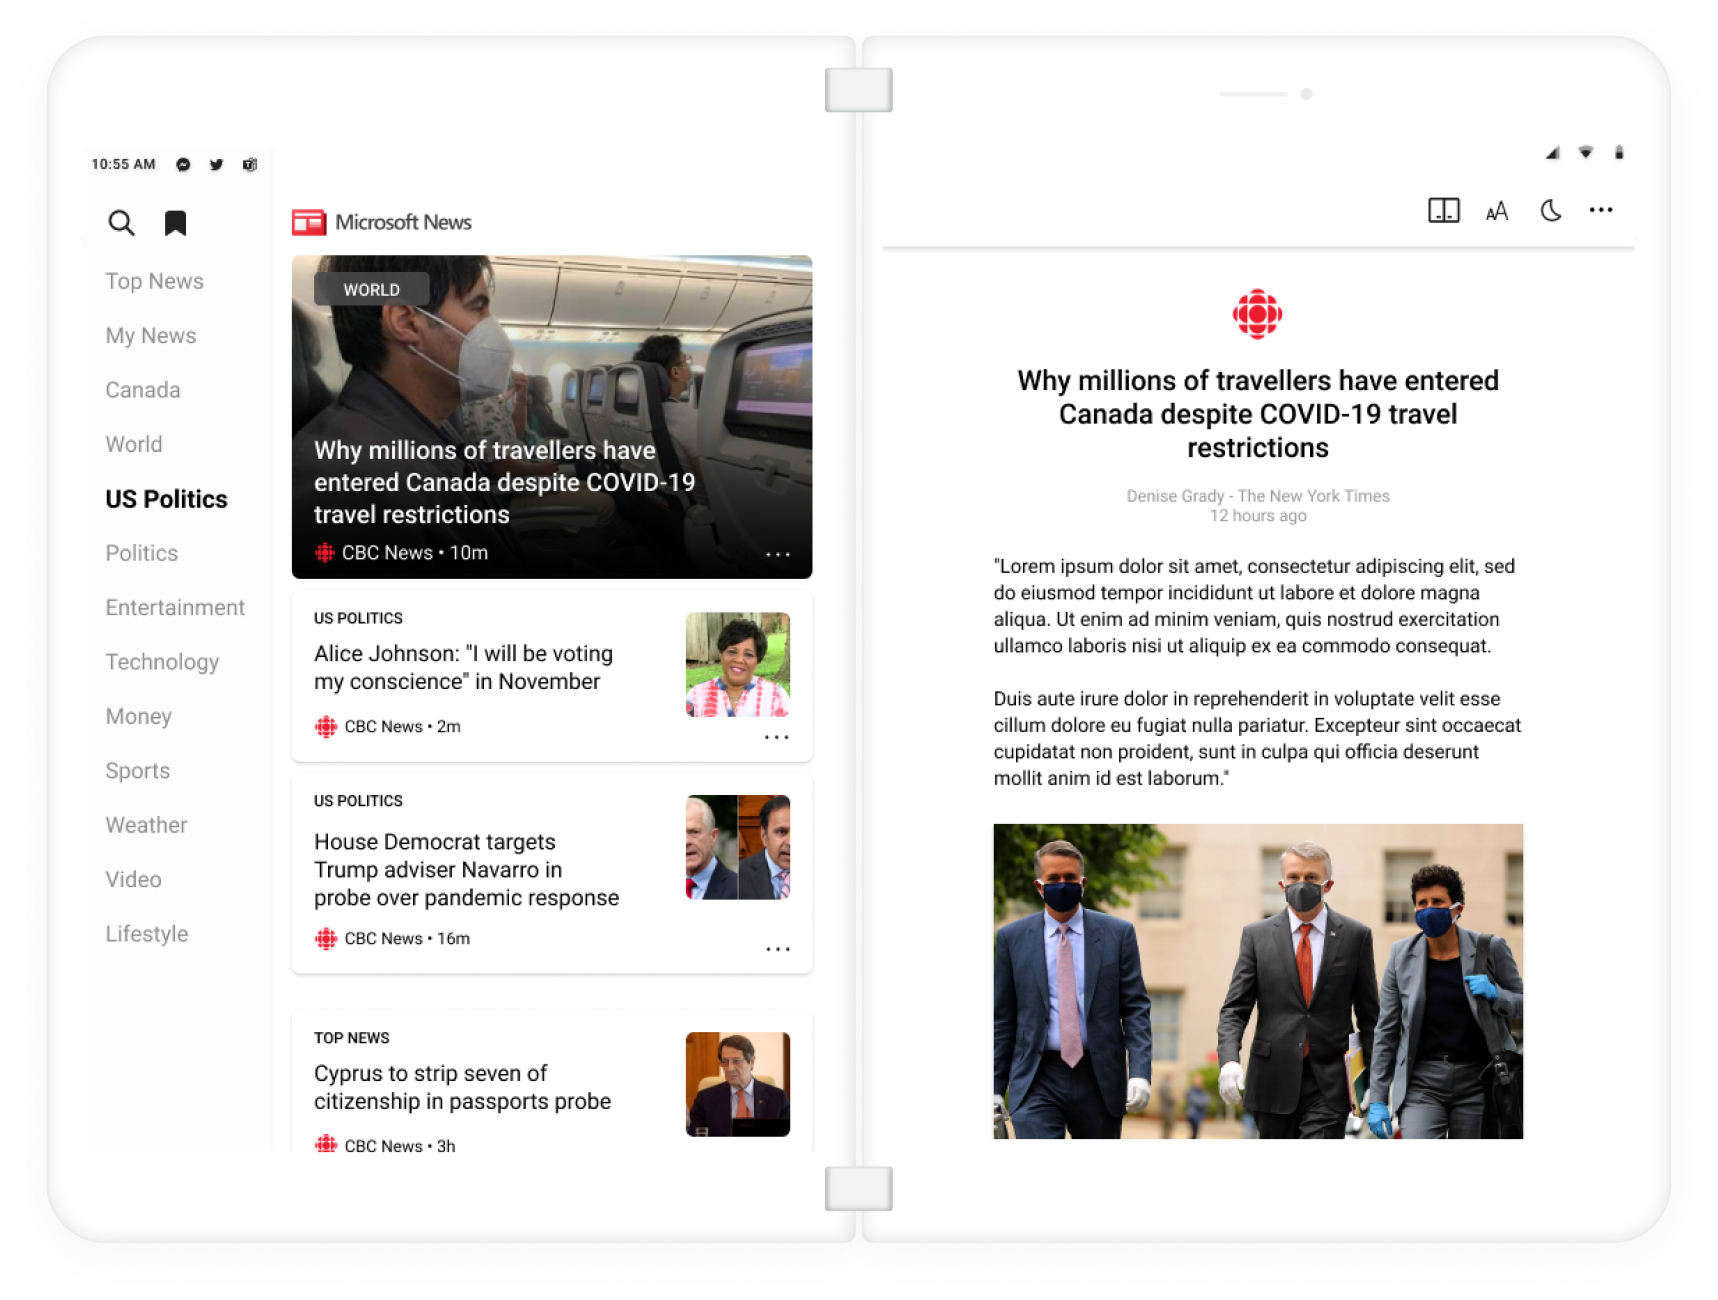 10:55 AM
Top News
My News
Canada
World
US Politics
Politics
Entertainment
Technology
Money
Sports
Weather
Video
Lifestyle
Microsoft News
WORLD
Why millions of travellers have
entered Canada despite COVID-19
travel restrictions
CBC News • 10m
US POLITICS
Alice Johnson: "I will be voting
my conscience" in November
CBC News • 2m
US POLITICS
House Democrat targets
Trump adviser Navarro in
probe over pandemic response
CBC News • 16m
TOP NEWS
Cyprus to strip seven of
citizenship in passports probe
CBC News • 3h
AA
Why millions of travellers have entered
Canada despite COVID-19 travel
restrictions
Denise Grady - The New York Times
12 hours ago
"Lorem ipsum dolor sit amet, consectetur adipiscing elit, sed
do eiusmod tempor incididunt ut labore et dolore magna
aliqua. Ut enim ad minim veniam, quis nostrud exercitation
ullamco laboris nisi ut aliquip ex ea commodo consequat.
Duis aute irure dolor in reprehenderit in voluptate velit esse
cillum dolore eu fugiat nulla pariatur. Excepteur sint occaecat
cupidatat non proident, sunt in culpa qui officia deserunt
mollit anim id est laborum."